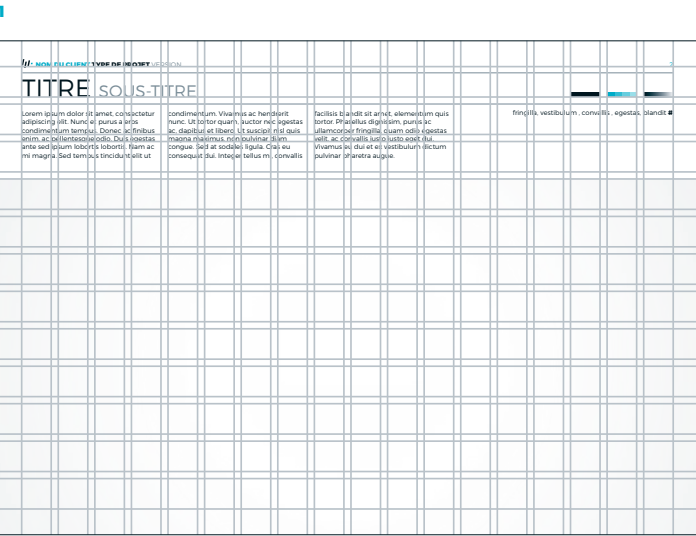 NOM DU CLIENT TYPE DE PROJET VERSION
TITRE SOUS-TITRE
Lorem ipsum dolor sit amet, consectetur
adipiscing elit. Nunc et purus a eros
condimentum tempus. Donec ac finibus
enim, ac pellentesque odio. Duis egestas
ante sed ipsum lobortis lobortis. Nam ac
mi magna. Sed tempus tincidunt elit ut
condimentum. Vivamus ac hendrerit
nunc. Ut tortor quam, auctor nec egestas
ac, dapibus et libero. Ut suscipit nisl quis
magna maximus, non pulvinar diam
congue. Sed at sodales ligula. Cras eu
consequat dui. Integer tellus mi, convallis
facilisis blandit sit amet, elementum quis
tortor. Phasellus dignissim, purus ac
ullamcorper fringilla, quam odio egestas
velit, ac convallis justo justo eget dui.
Vivamus eu dui et ex vestibulum dictum
pulvinar pharetra augue.
fringilla, vestibulum , convallis , egestas, blandit #